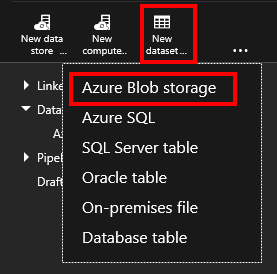 New data
store ...
New
compute...
New
dataset...
...
Linke
Data
Az
Pipel
Draft
Azure Blob storage
Azure SQL
SQL Server table
Oracle table
On-premises file
Database table